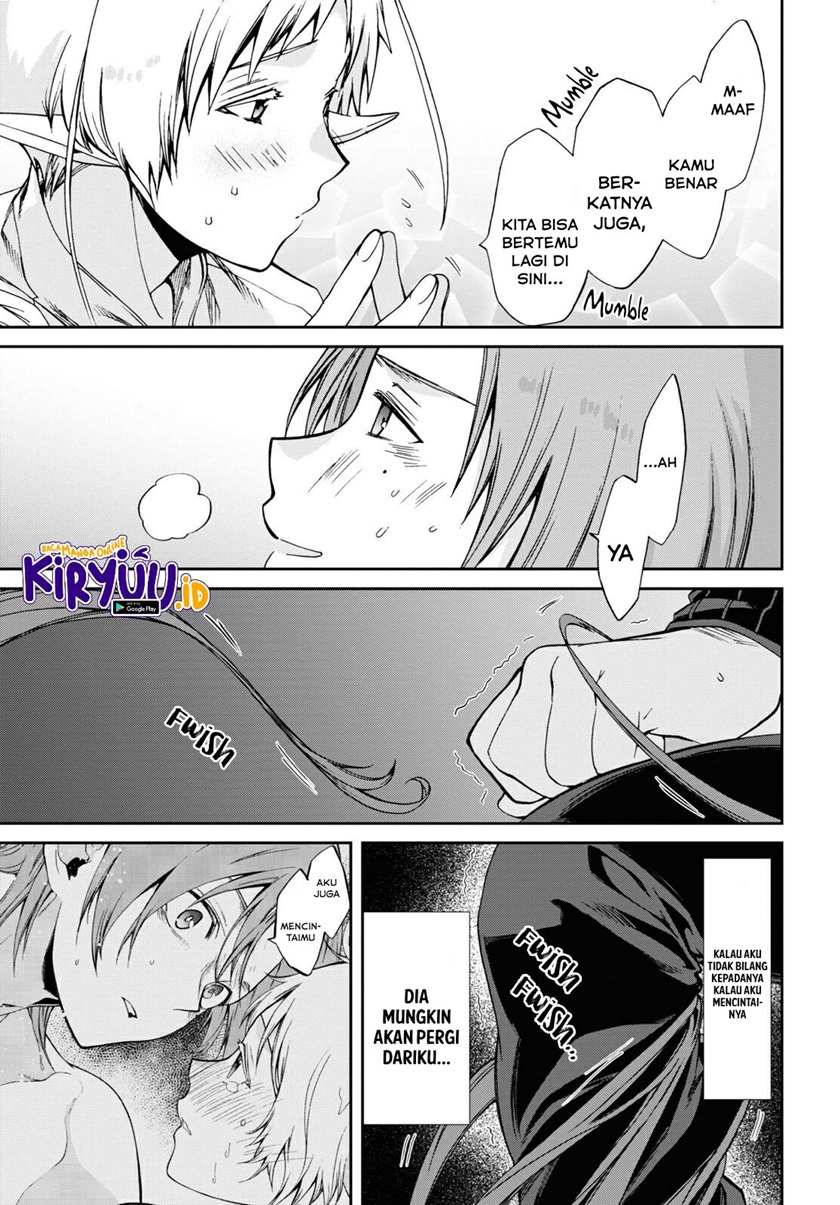 M-
MAAF
KAMU
BENAR
BER-
KATNYA
JUGA,
KITA BISA
BERTEMU
LAGI DI
SINI...
Mumble
Mumble
...AH
YA
BACA MANGA ONLINE
KIRYUU.iD
Google Play
FWISH
KALAU AKU
TIDAK BILANG
KEPADANYA
KALAU AKU
MENCINTAI-
NYA
FWISH
FWISH...
DIA
MUNGKIN
AKAN PERGI
DARIKU...
AKU
JUGA
MENCIN-
TAIMU